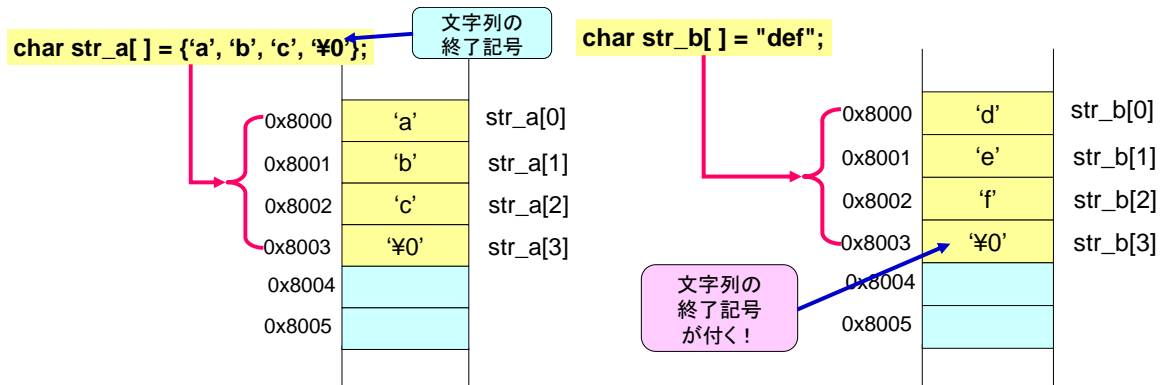 char str_a[ ] = {‘a’, ‘b’, ‘c’, ‘¥0’};
文字列の
終了記号
0x8000 ‘a’ str_a[0]
0x8001 ‘b’ str_a[1]
0x8002 ‘c’ str_a[2]
0x8003 ‘¥0’ str_a[3]
0x8004
0x8005
char str_b[ ] = "def";
0x8000 ‘d’ str_b[0]
0x8001 ‘e’ str_b[1]
0x8002 ‘f’ str_b[2]
0x8003 ‘¥0’ str_b[3]
0x8004
0x8005
文字列の
終了記号
が付く！